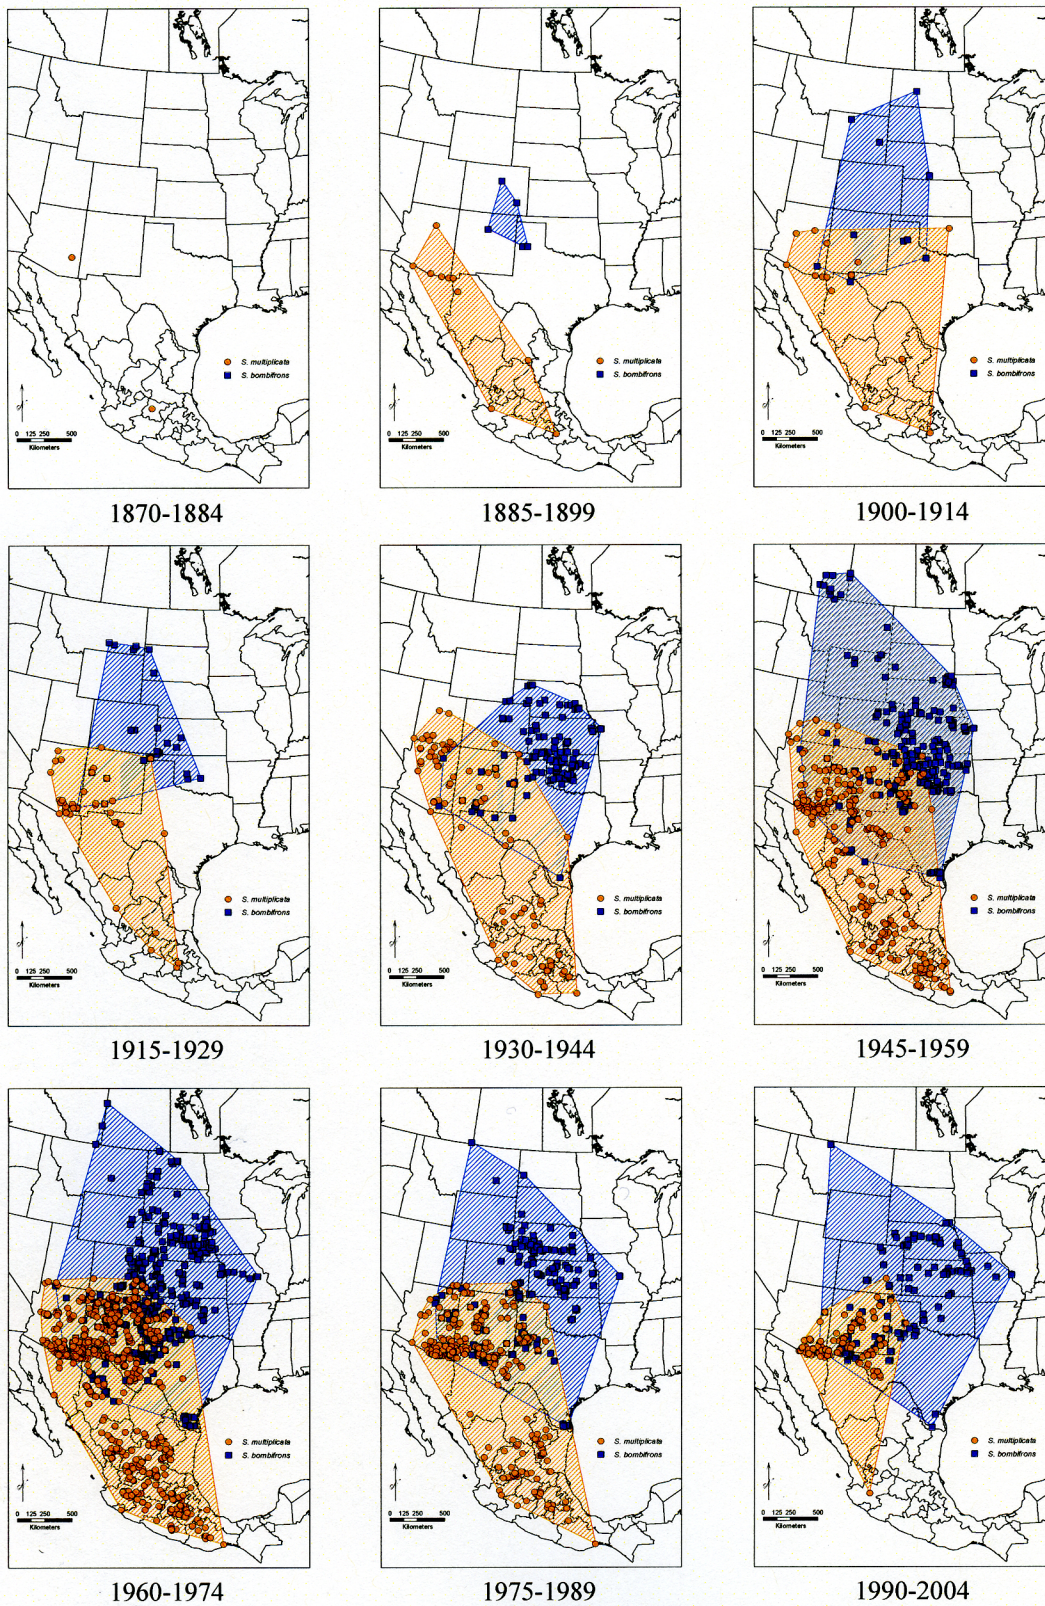 S. multiplicata
S. bombifrons
0 125 250 500
Kilometers
1870-1884
S. multiplicata
S. bombifrons
0 125 250 500
Kilometers
1885-1899
S. multiplicata
S. bombifrons
0 125 250 500
Kilometers
1900-1914
S. multiplicata
S. bombifrons
0 125 250 500
Kilometers
1915-1929
S. multiplicata
S. bombifrons
0 125 250 500
Kilometers
1930-1944
S. multiplicata
S. bombifrons
0 125 250 500
Kilometers
1945-1959
S. multiplicata
S. bombifrons
0 125 250 500
Kilometers
1960-1974
S. multiplicata
S. bombifrons
0 125 250 500
Kilometers
1975-1989
S. multiplicata
S. bombifrons
0 125 250 500
Kilometers
1990-2004